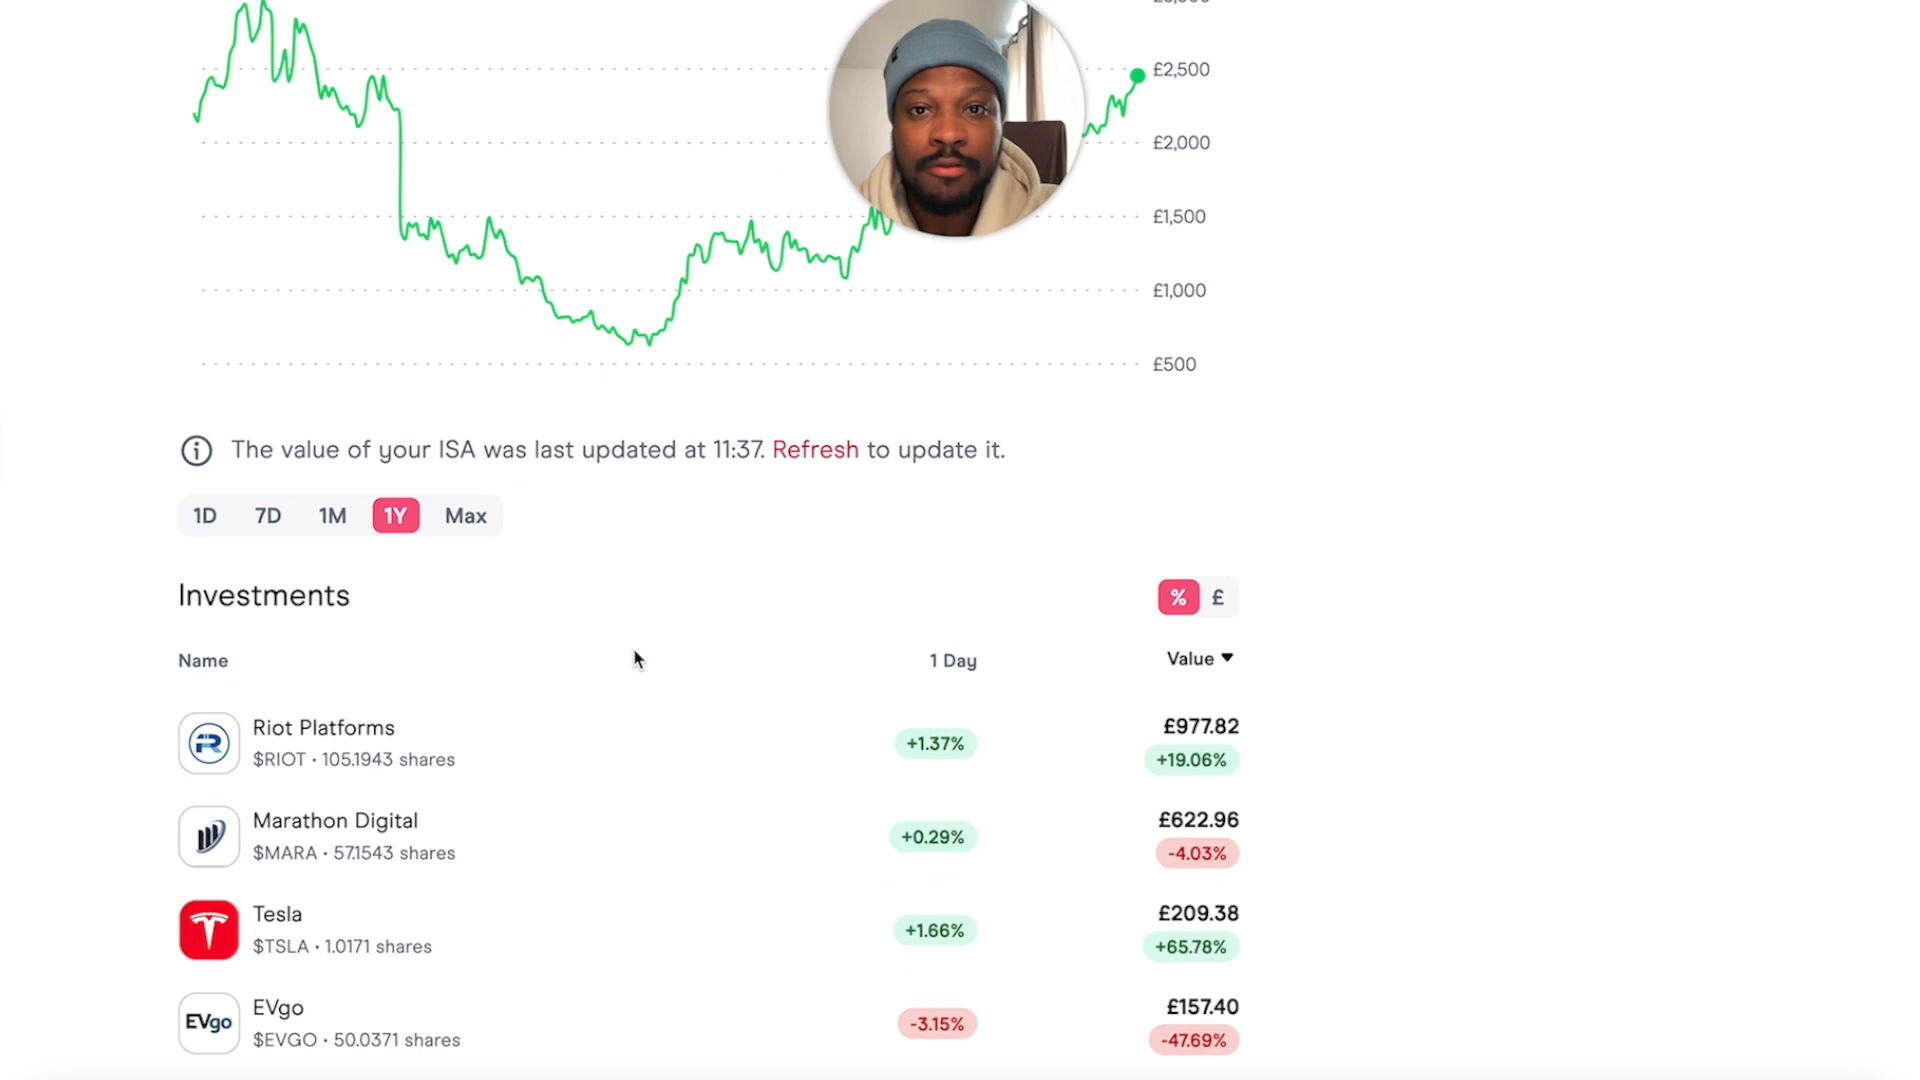 £2,500
£2,000
£1,500
£1,000
£500
The value of your ISA was last updated at 11:37. Refresh to update it.
1D 7D 1M 1Y Max
Investments
% £
Name 1 Day Value
Riot Platforms
$RIOT · 105.1943 shares
+1.37%
£977.82
+19.06%
Marathon Digital
$MARA · 57.1543 shares
+0.29%
£622.96
-4.03%
Tesla
$TSLA · 1.0171 shares
+1.66%
£209.38
+65.78%
EVgo
EVgo
$EVGO · 50.0371 shares
-3.15%
£157.40
-47.69%